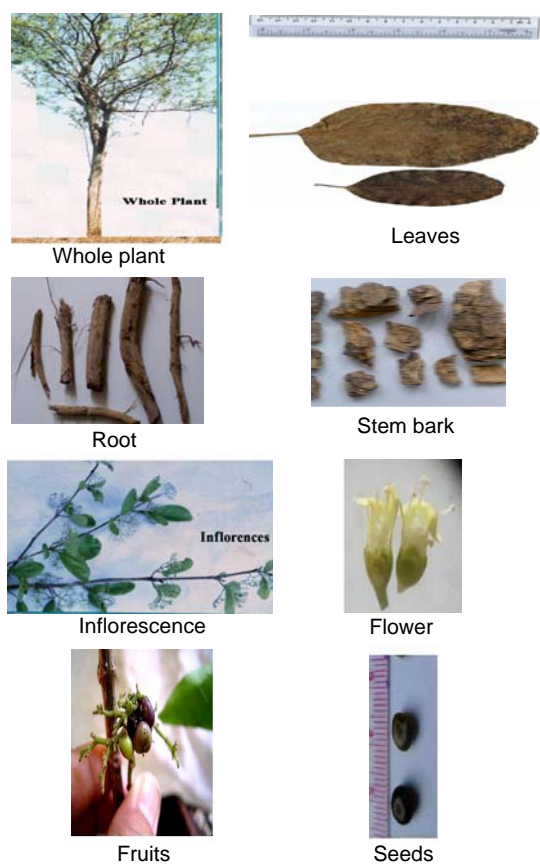 Whole Plant
Whole plant
Leaves
Root
Stem bark
Inflorences
Inflorescence
Flower
Fruits
Seeds